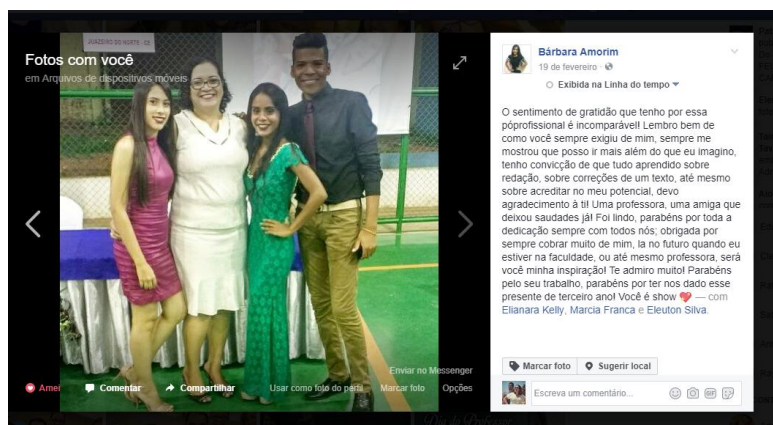 JUAZEIRO DO NORTE - CE
Fotos com você
em Arquivos de dispositivos móveis
Enviar no Messenger
Amei Comentar Compartilhar Usar como foto do perfil Marcar foto Opções
Bárbara Amorim
19 de fevereiro ·
Exibida na Linha do tempo
O sentimento de gratidão que tenho por essa
póprofissional é incomparável! Lembro bem de
como você sempre exigiu de mim, sempre me
mostrou que posso ir mais além do que eu imagino,
tenho convicção de que tudo aprendido sobre
redação, sobre correções de um texto, até mesmo
sobre acreditar no meu potencial, devo
agradecimento à ti! Uma professora, uma amiga que
deixou saudades já! Foi lindo, parabéns por toda a
dedicação sempre com todos nós; obrigada por
sempre cobrar muito de mim, la no futuro quando eu
estiver na faculdade, ou até mesmo professora, será
você minha inspiração! Te admiro muito! Parabéns
pelo seu trabalho, parabéns por ter nos dado esse
presente de terceiro ano! Você é show 💖 — com
Elianara Kelly, Marcia Franca e Eleuton Silva.
Marcar foto Sugerir local
Escreva um comentário... GIF